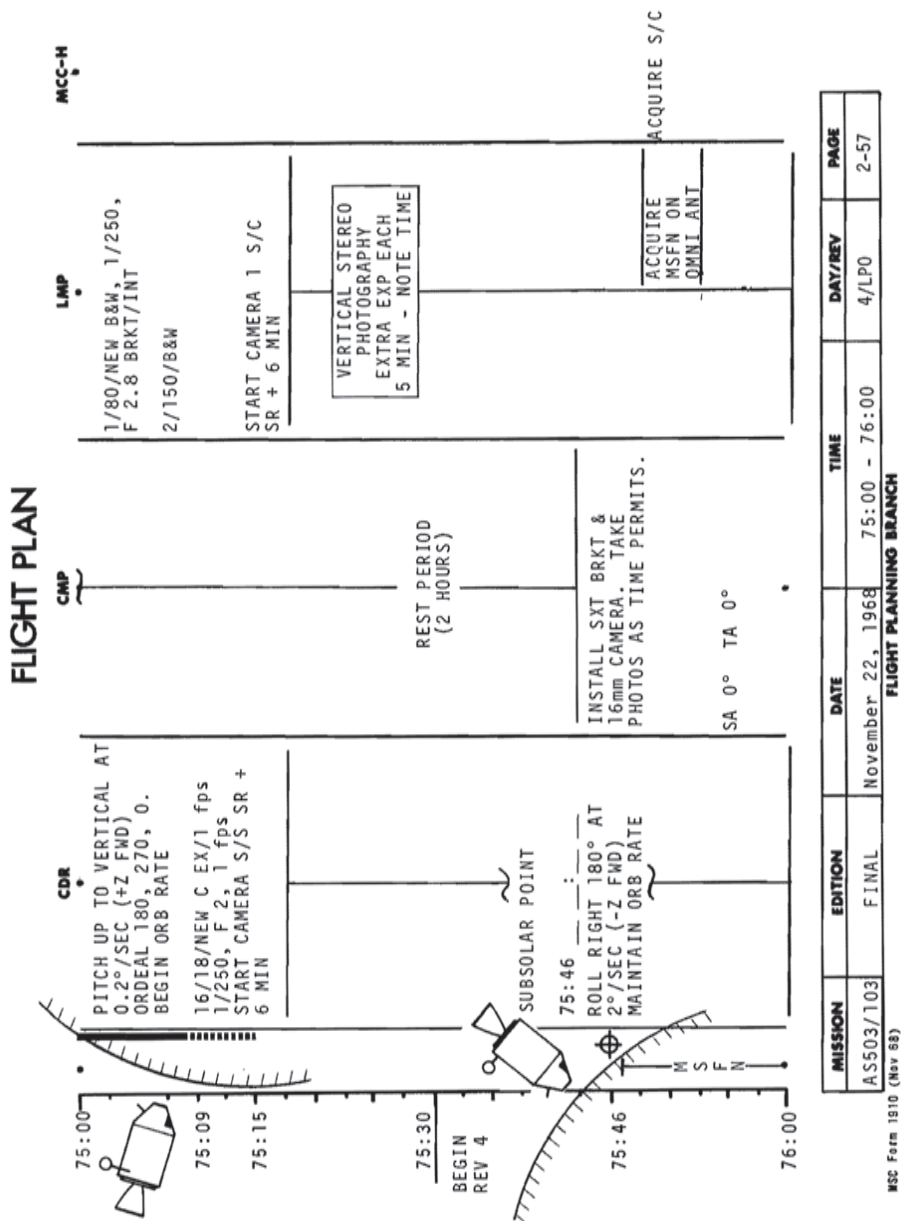 FLIGHT PLAN
CDR
CMP
LMP
MCC-H
75:00
75:09
75:15
75:30
BEGIN
REV 4
75:46
76:00
MSFN
PITCH UP TO VERTICAL AT
0.2°/SEC (+Z FWD)
ORDEAL 180, 270, 0.
BEGIN ORB RATE
16/18/NEW C EX/1 fps
1/250, F 2, 1 fps
START CAMERA S/S SR +
6 MIN
SUBSOLAR POINT
75:46 __:__
ROLL RIGHT 180° AT
2°/SEC (-Z FWD)
MAINTAIN ORB RATE
REST PERIOD
(2 HOURS)
INSTALL SXT BRKT &
16mm CAMERA. TAKE
PHOTOS AS TIME PERMITS.
SA 0° TA 0°
1/80/NEW B&W, 1/250,
F 2.8 BRKT/INT
2/150/B&W
START CAMERA 1 S/C
SR + 6 MIN
VERTICAL STEREO
PHOTOGRAPHY
EXTRA EXP EACH
5 MIN - NOTE TIME
ACQUIRE
MSFN ON
OMNI ANT
ACQUIRE S/C
MISSION EDITION DATE TIME DAY/REV PAGE
AS503/103 FINAL November 22, 1968 75:00 - 76:00 4/LPO 2-57
MSC Form 1910 (Nov 68) FLIGHT PLANNING BRANCH